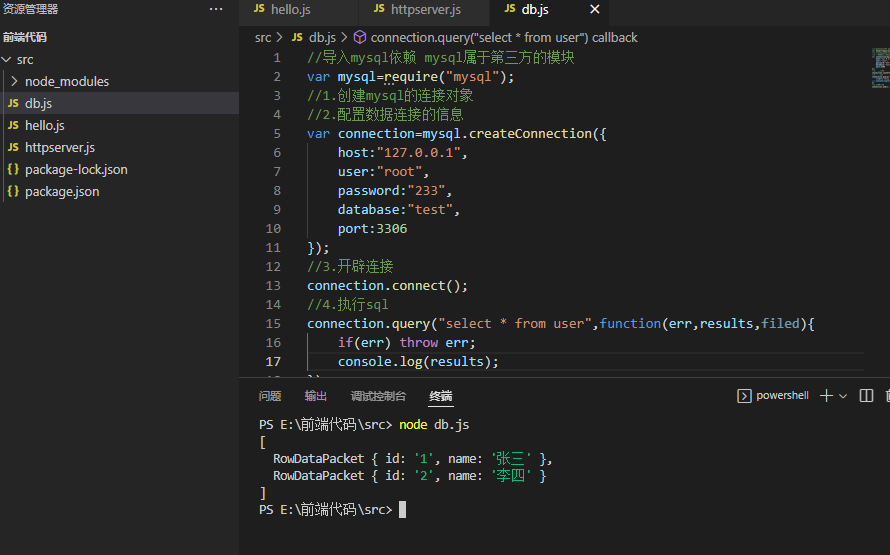 资源管理器 ···
前端代码
src
node_modules
JS db.js
JS hello.js
JS httpserver.js
{} package-lock.json
{} package.json
JS hello.js JS httpserver.js JS db.js ×
src > JS db.js > connection.query("select * from user") callback
1 //导入mysql依赖 mysql属于第三方的模块
2 var mysql=require("mysql");
3 //1.创建mysql的连接对象
4 //2.配置数据连接的信息
5 var connection=mysql.createConnection({
6 host:"127.0.0.1",
7 user:"root",
8 password:"233",
9 database:"test",
10 port:3306
11 });
12 //3.开辟连接
13 connection.connect();
14 //4.执行sql
15 connection.query("select * from user",function(err,results,filed){
16 if(err) throw err;
17 console.log(results);
问题 输出 调试控制台 终端 powershell
PS E:\前端代码\src> node db.js
[
RowDataPacket { id: '1', name: '张三' },
RowDataPacket { id: '2', name: '李四' }
]
PS E:\前端代码\src>